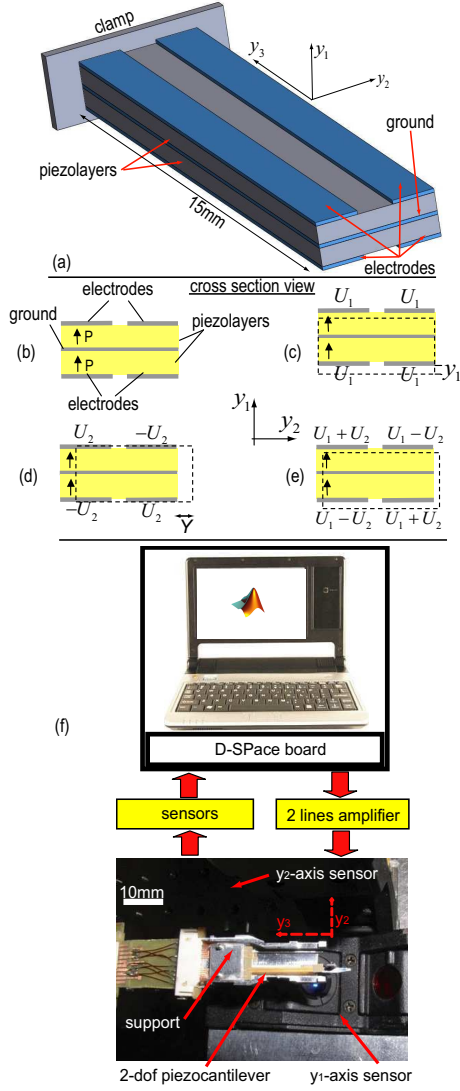 clamp
y3
y1
y2
ground
piezolayers
15mm
electrodes
(a)
cross section view
electrodes
ground
P
P
piezolayers
electrodes
(b)
(c)
U1 U1
U1 U1
y1
y1
y2
(d)
U2 -U2
-U2 U2
Y
(e)
U1 + U2 U1 - U2
U1 - U2 U1 + U2
(f)
D-SPace board
sensors
2 lines amplifier
y2-axis sensor
10mm
y3
y2
support
2-dof piezocantilever
y1-axis sensor